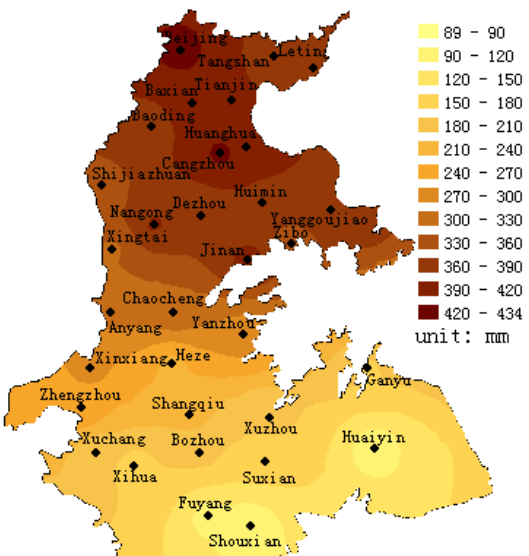 Beijing
Letin
Tangshan
Tianjin
Baxian
Baoding
Huanghua
Cangzhou
Shijiazhuan
Huimin
Dezhou
Nangong
Yanggoujiao
Zibo
Xingtai
Jinan
Chaocheng
Anyang
Yanzhou
Xinxiang
Heze
Ganyu
Zhengzhou
Shangqiu
Xuzhou
Huaiyin
Xuchang
Bozhou
Xihua
Suxian
Fuyang
Shouxian
89 - 90
90 - 120
120 - 150
150 - 180
180 - 210
210 - 240
240 - 270
270 - 300
300 - 330
330 - 360
360 - 390
390 - 420
420 - 434
unit: mm